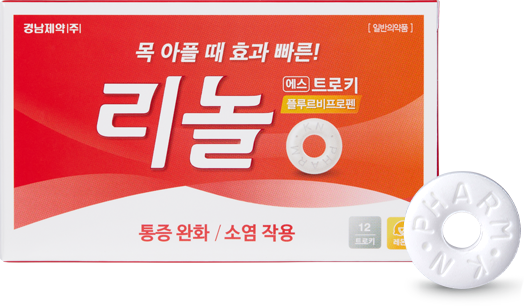 경남제약(주)
[일반의약품]
목 아플 때 효과 빠른!
리놀
에스 트로키
플루르비프로펜
통증 완화 / 소염 작용
12
트로키
PHARM K.N